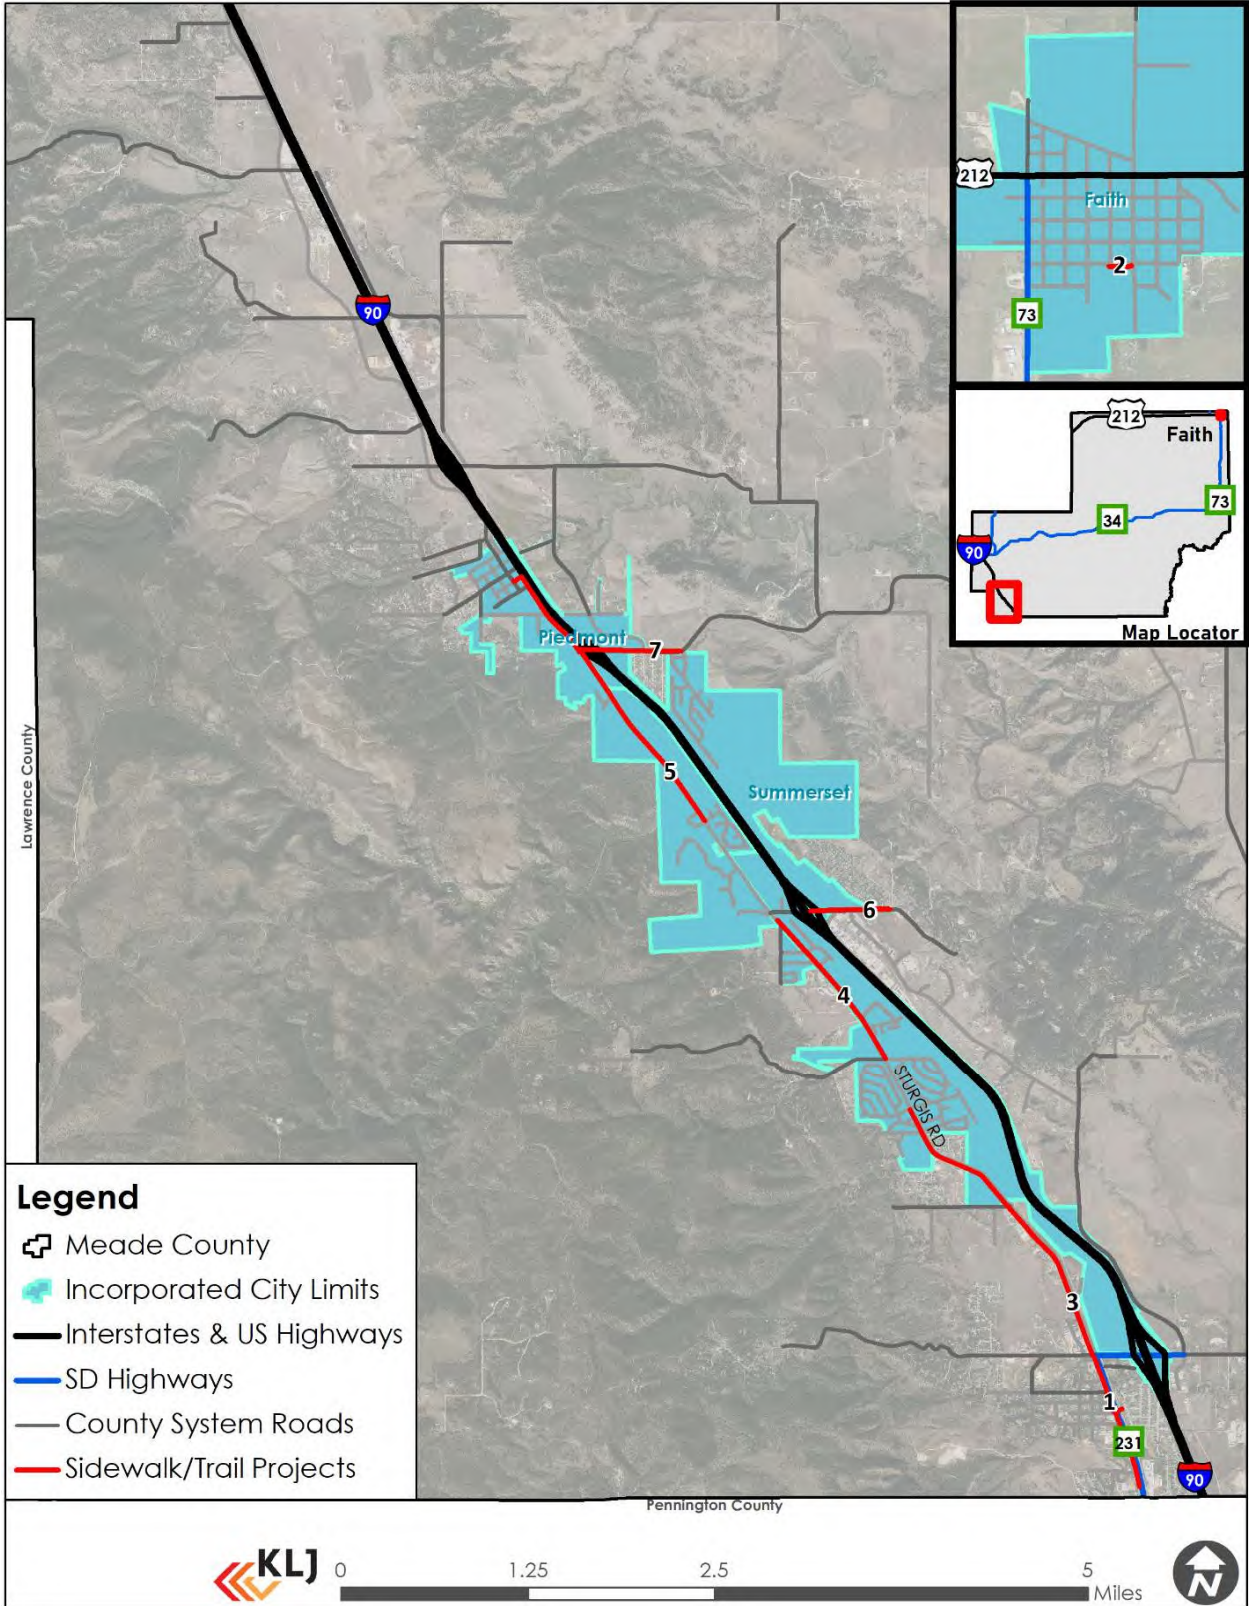 212
Faith
2
73
212
Faith
73
34
90
Map Locator
90
Piedmont
7
5
Summerset
6
4
STURGIS RD
3
1
231
90
Lawrence County
Legend
Meade County
Incorporated City Limits
Interstates & US Highways
SD Highways
County System Roads
Sidewalk/Trail Projects
Pennington County
KLJ
0 1.25 2.5 5
Miles
N